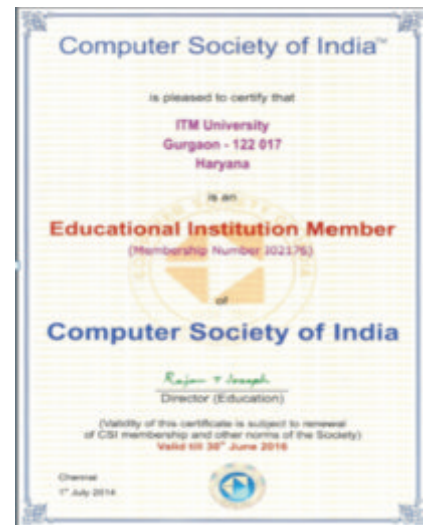 Computer Society of India™
is pleased to certify that
ITM University
Gurgaon - 122 017
Haryana
is an
Educational Institution Member
(Membership Number I02176)
of
Computer Society of India
Rajan T Joseph
Director (Education)
(Validity of this certificate is subject to renewal
of CSI membership and other norms of the Society)
Valid till 30th June 2016
Chennai
1st July 2014